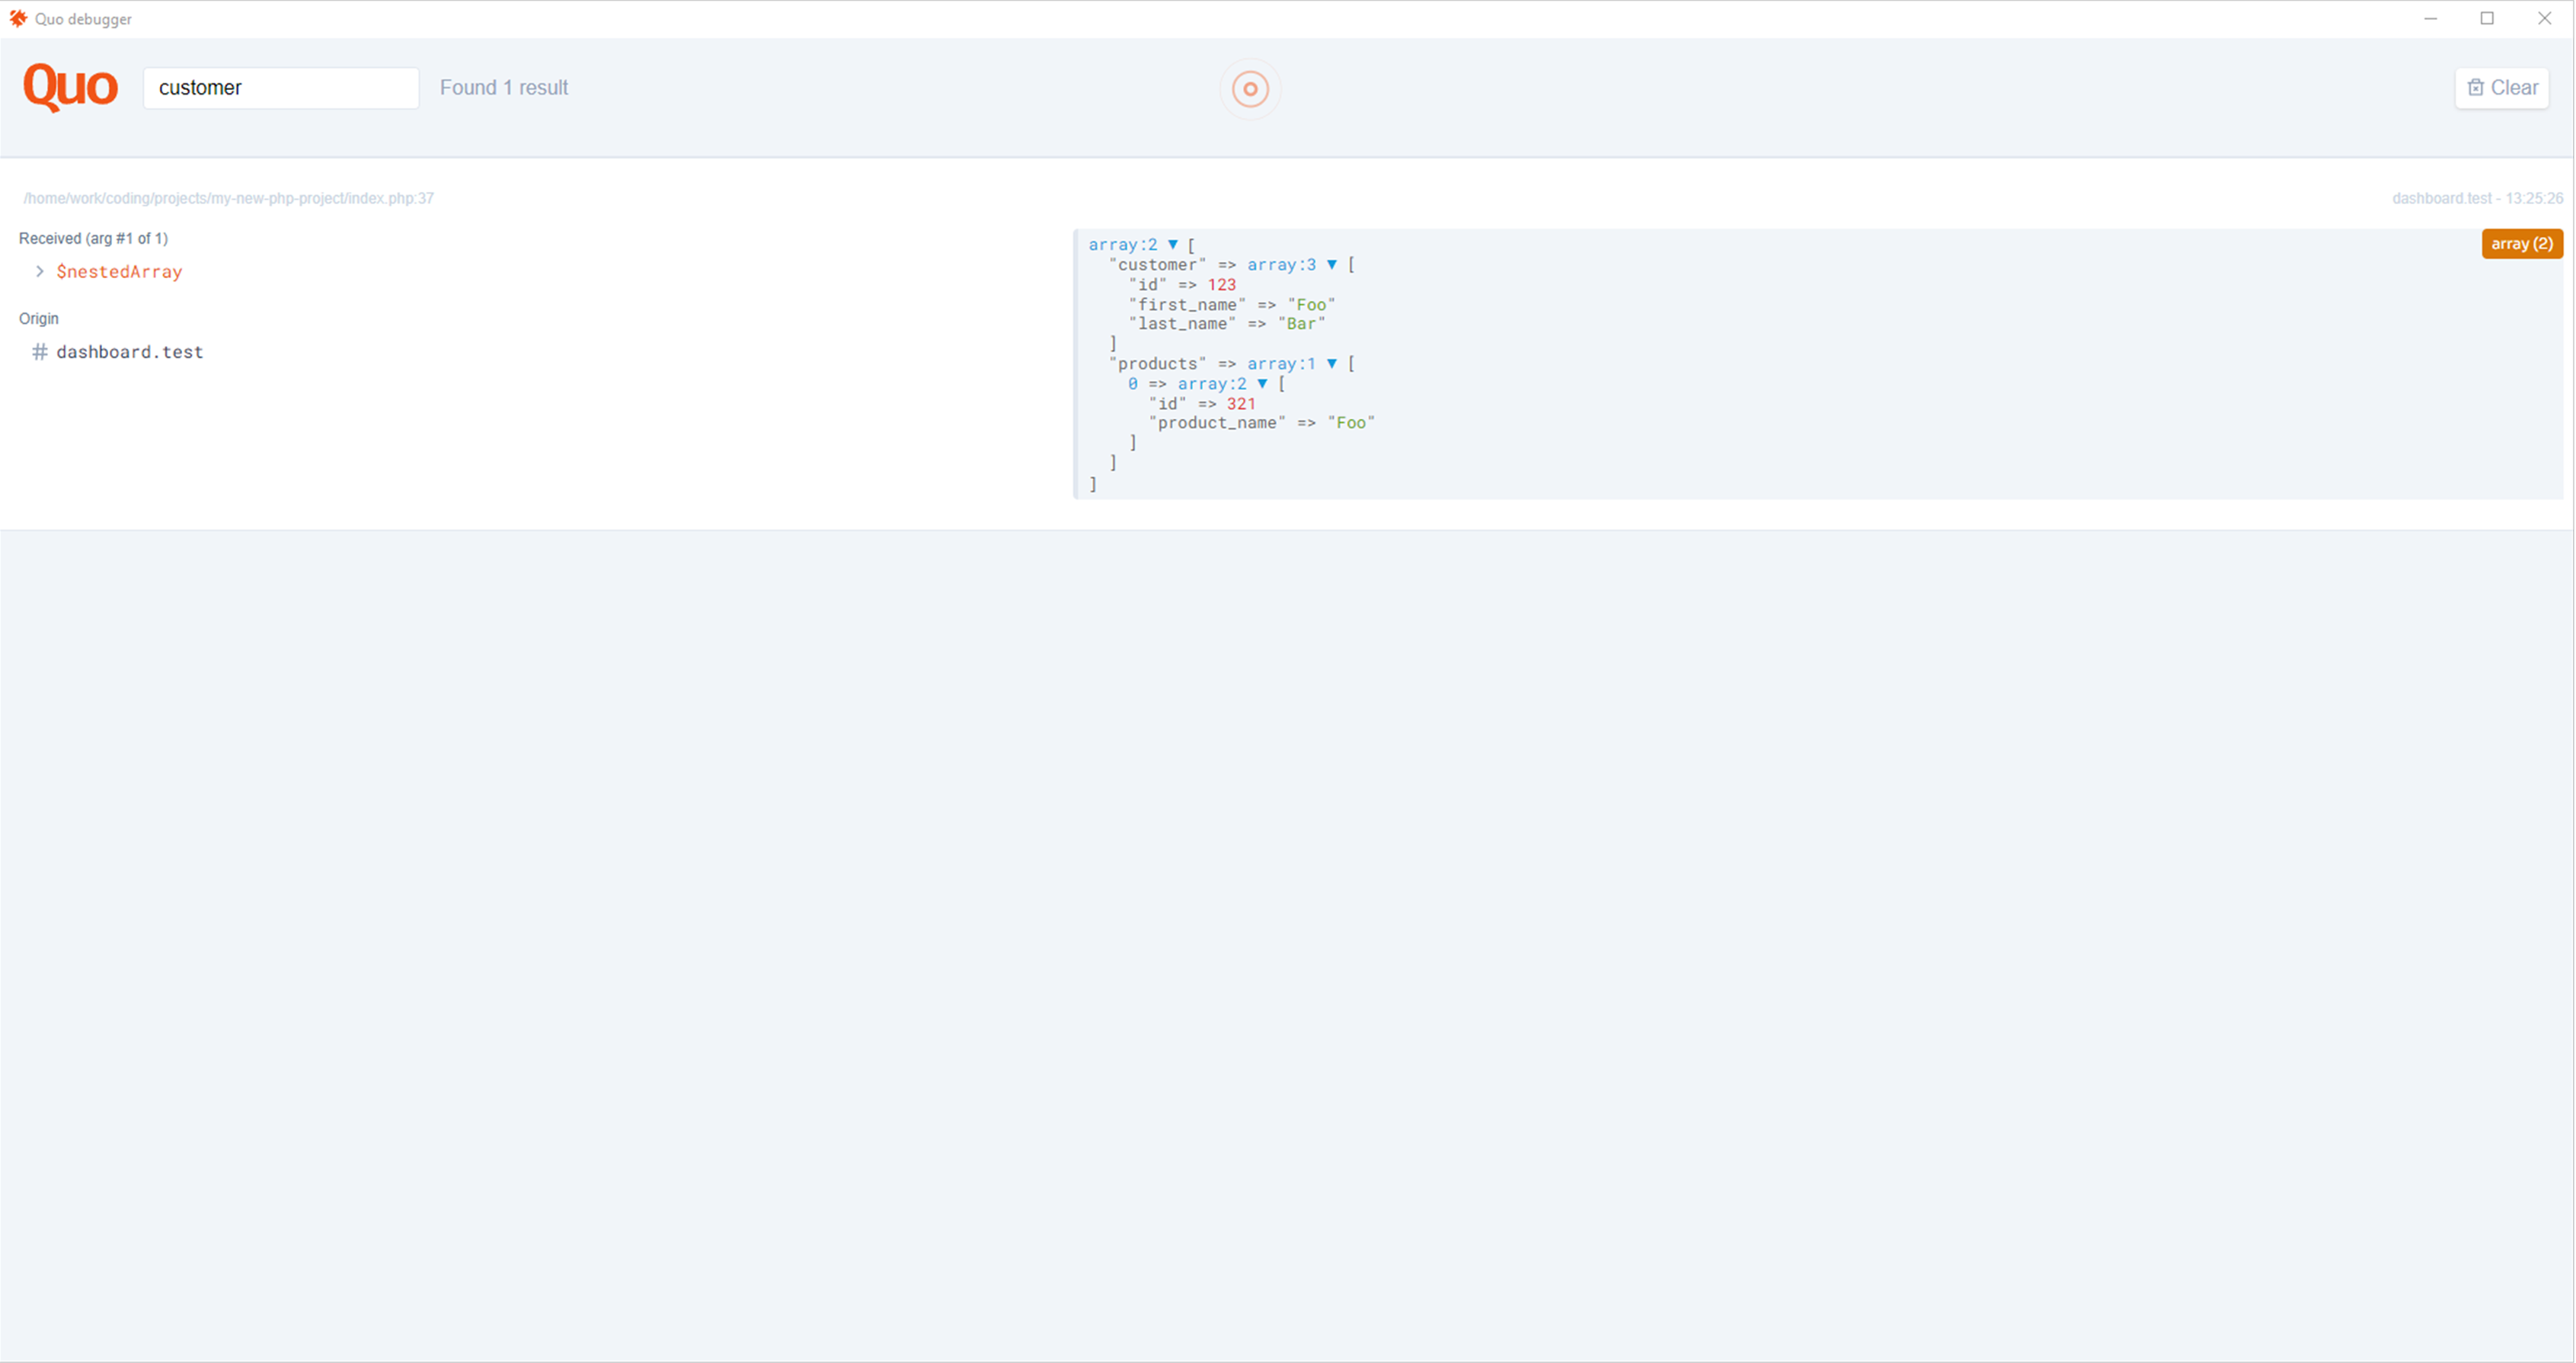 Quo debugger
Quo
customer
Found 1 result
Clear
/home/work/coding/projects/my-new-php-project/index.php:37
dashboard.test - 13:25:26
Received (arg #1 of 1)
> $nestedArray
Origin
# dashboard.test
array:2 ▼ [
  "customer" => array:3 ▼ [
    "id" => 123
    "first_name" => "Foo"
    "last_name" => "Bar"
  ]
  "products" => array:1 ▼ [
    0 => array:2 ▼ [
      "id" => 321
      "product_name" => "Foo"
    ]
  ]
]
array (2)